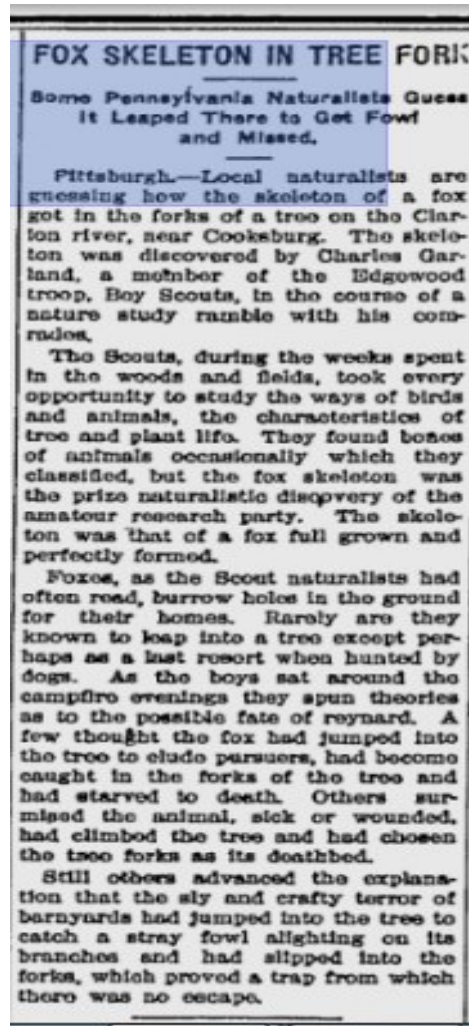 FOX SKELETON IN TREE FORK
Some Pennsylvania Naturalists Guess
It Leaped There to Get Fowl
and Missed.
Pittsburgh.—Local naturalists are
guessing how the skeleton of a fox
got in the forks of a tree on the Clar-
ion river, near Cooksburg. The skele-
ton was discovered by Charles Gar-
land, a member of the Edgewood
troop, Boy Scouts, in the course of a
nature study ramble with his com-
rades.
The Scouts, during the weeks spent
in the woods and fields, took every
opportunity to study the ways of birds
and animals, the characteristics of
tree and plant life. They found bones
of animals occasionally which they
classified, but the fox skeleton was
the prize naturalistic discovery of the
amateur research party. The skele-
ton was that of a fox full grown and
perfectly formed.
Foxes, as the Scout naturalists had
often read, burrow holes in the ground
for their homes. Rarely are they
known to leap into a tree except per-
haps as a last resort when hunted by
dogs. As the boys sat around the
campfire evenings they spun theories
as to the possible fate of reynard. A
few thought the fox had jumped into
the tree to elude pursuers, had become
caught in the forks of the tree and
had starved to death. Others sur-
mised the animal, sick or wounded,
had climbed the tree and had chosen
the tree forks as its deathbed.
Still others advanced the explana-
tion that the sly and crafty terror of
barnyards had jumped into the tree to
catch a stray fowl alighting on its
branches and had slipped into the
forks, which proved a trap from which
there was no escape.